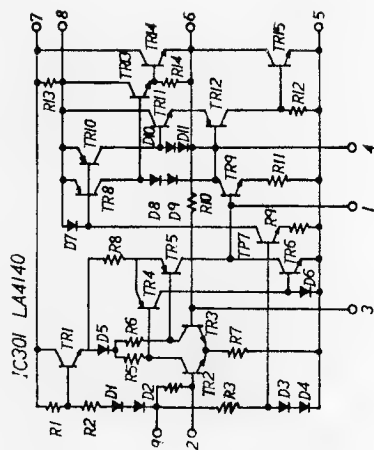 IC301 LA4140
7
8
6
5
4
1
3
9
2
R13
TR13
TR14
TR15
TR10
TR11
R14
D10
D11
TR12
R12
TR8
D8
D9
TR9
R11
D7
R10
R8
TR5
TR4
TP7
R9
TR6
D6
TR1
D5
R6
R5
TR3
TR2
R7
R1
R2
D1
D2
R3
D3
D4